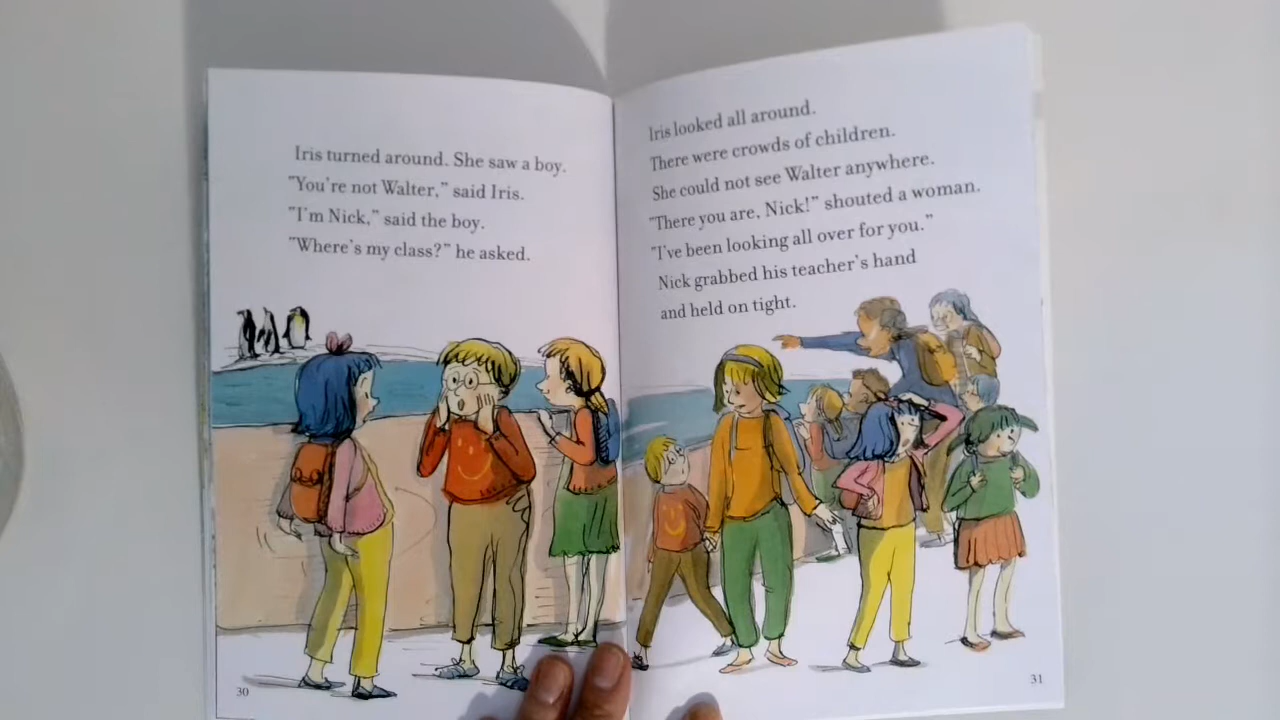 Iris turned around. She saw a boy.
"You're not Walter," said Iris.
"I'm Nick," said the boy.
"Where's my class?" he asked.
30
Iris looked all around.
There were crowds of children.
She could not see Walter anywhere.
"There you are, Nick!" shouted a woman.
"I've been looking all over for you."
Nick grabbed his teacher's hand
and held on tight.
31